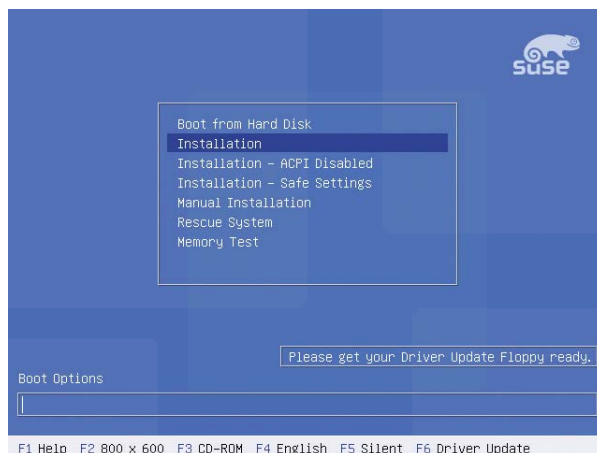 SUSE
Boot from Hard Disk
Installation
Installation - ACPI Disabled
Installation - Safe Settings
Manual Installation
Rescue System
Memory Test
Please get your Driver Update Floppy ready.
Boot Options
F1 Help F2 800 x 600 F3 CD-ROM F4 English F5 Silent F6 Driver Update